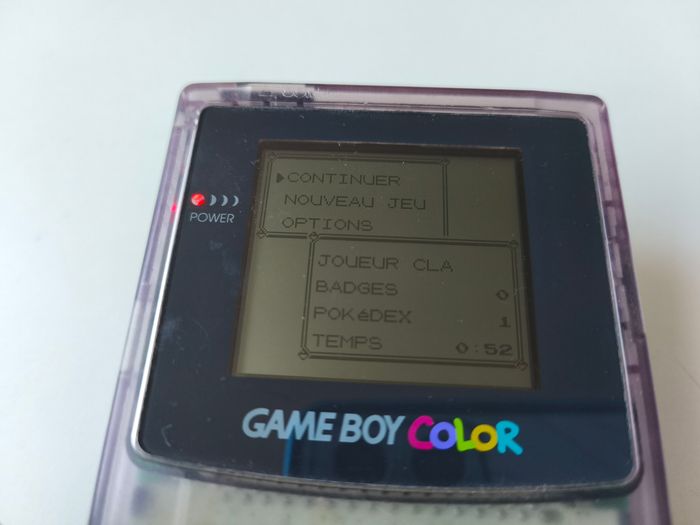 ▶CONTINUER
NOUVEAU JEU
OPTIONS
JOUEUR CLA
BADGES 0
POKéDEX 1
TEMPS 0:52
POWER
GAME BOY COLOR